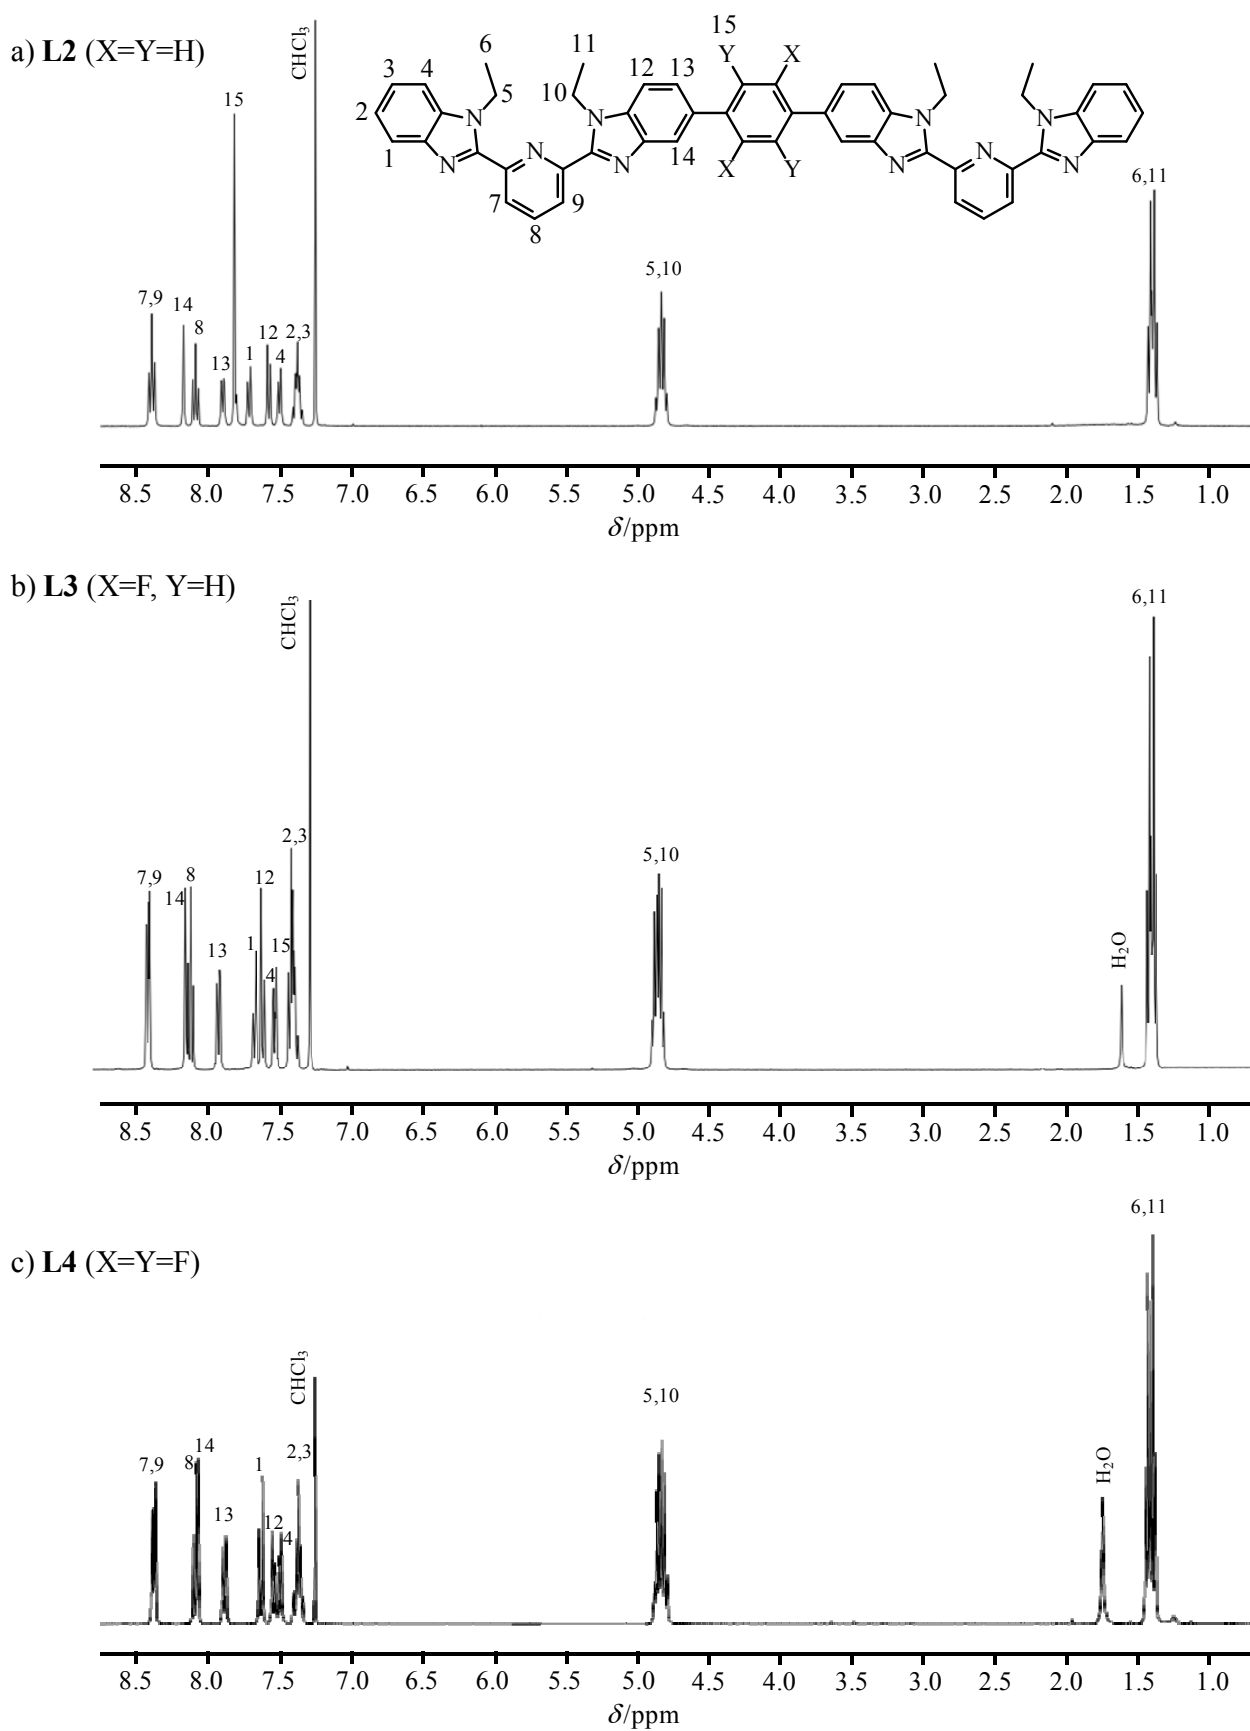 a) L2 (X=Y=H)
CHCl3
15
6
11
3
4
5
10
12
13
15
Y
X
2
1
N
N
N
N
N
N
N
N
N
N
14
X
Y
7
8
9
7,9
14
8
13
15
1
12
4
2,3
5,10
6,11
8.5 8.0 7.5 7.0 6.5 6.0 5.5 5.0 4.5 4.0 3.5 3.0 2.5 2.0 1.5 1.0
δ/ppm
b) L3 (X=F, Y=H)
CHCl3
7,9
14
8
13
1
12
4
15
2,3
5,10
H2O
6,11
8.5 8.0 7.5 7.0 6.5 6.0 5.5 5.0 4.5 4.0 3.5 3.0 2.5 2.0 1.5 1.0
δ/ppm
c) L4 (X=Y=F)
CHCl3
7,9
8
14
13
1
12
4
2,3
5,10
H2O
6,11
8.5 8.0 7.5 7.0 6.5 6.0 5.5 5.0 4.5 4.0 3.5 3.0 2.5 2.0 1.5 1.0
δ/ppm